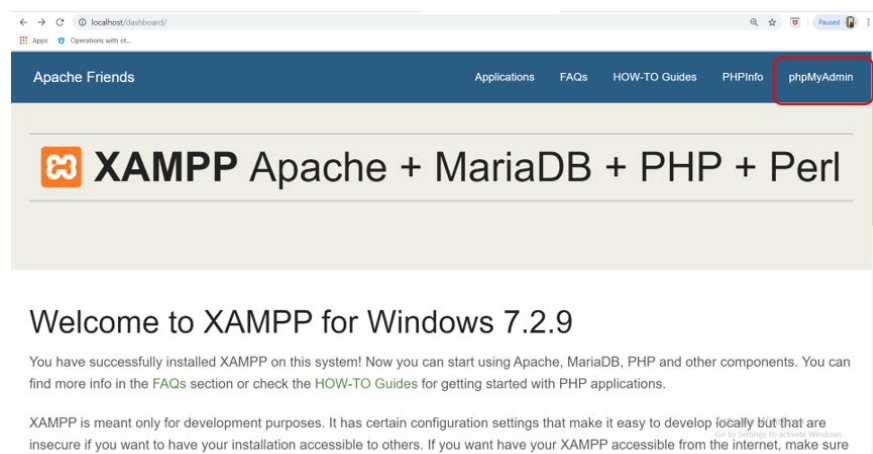 localhost/dashboard/
Paused
Apps Operations with ot...
Apache Friends
Applications FAQs HOW-TO Guides PHPInfo phpMyAdmin
XAMPP Apache + MariaDB + PHP + Perl
Welcome to XAMPP for Windows 7.2.9
You have successfully installed XAMPP on this system! Now you can start using Apache, MariaDB, PHP and other components. You can
find more info in the FAQs section or check the HOW-TO Guides for getting started with PHP applications.
XAMPP is meant only for development purposes. It has certain configuration settings that make it easy to develop locally but that are
insecure if you want to have your installation accessible to others. If you want have your XAMPP accessible from the internet, make sure
Go to Settings to activate Windows.